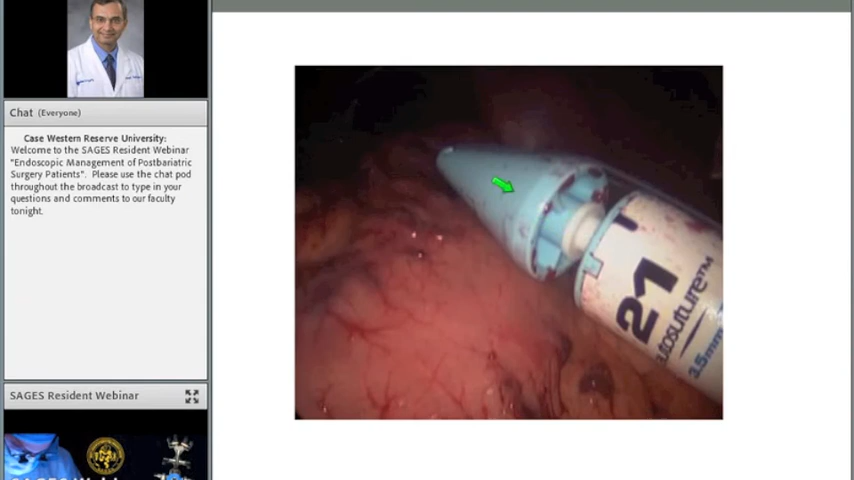 Chat (Everyone)
Case Western Reserve University:
Welcome to the SAGES Resident Webinar
"Endoscopic Management of Postbariatric
Surgery Patients". Please use the chat pod
throughout the broadcast to type in your
questions and comments to our faculty
tonight.
SAGES Resident Webinar
21
autosuture™
3.5mm